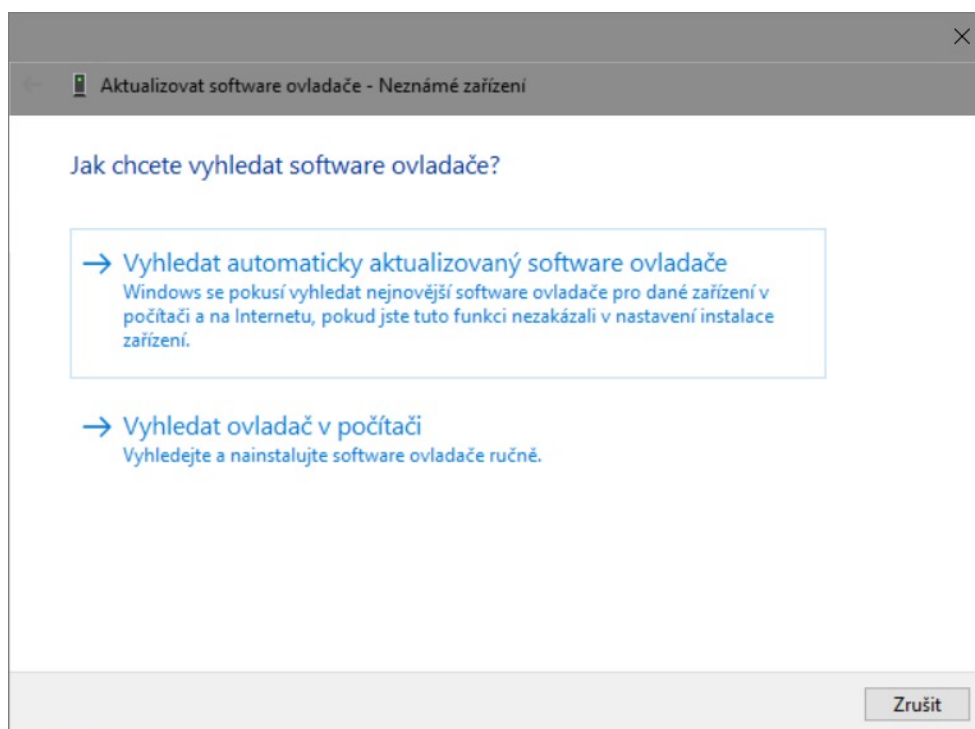 Aktualizovat software ovladače - Neznámé zařízení
Jak chcete vyhledat software ovladače?
Vyhledat automaticky aktualizovaný software ovladače
Windows se pokusí vyhledat nejnovější software ovladače pro dané zařízení v
počítači a na Internetu, pokud jste tuto funkci nezakázali v nastavení instalace
zařízení.
Vyhledat ovladač v počítači
Vyhledejte a nainstalujte software ovladače ručně.
Zrušit